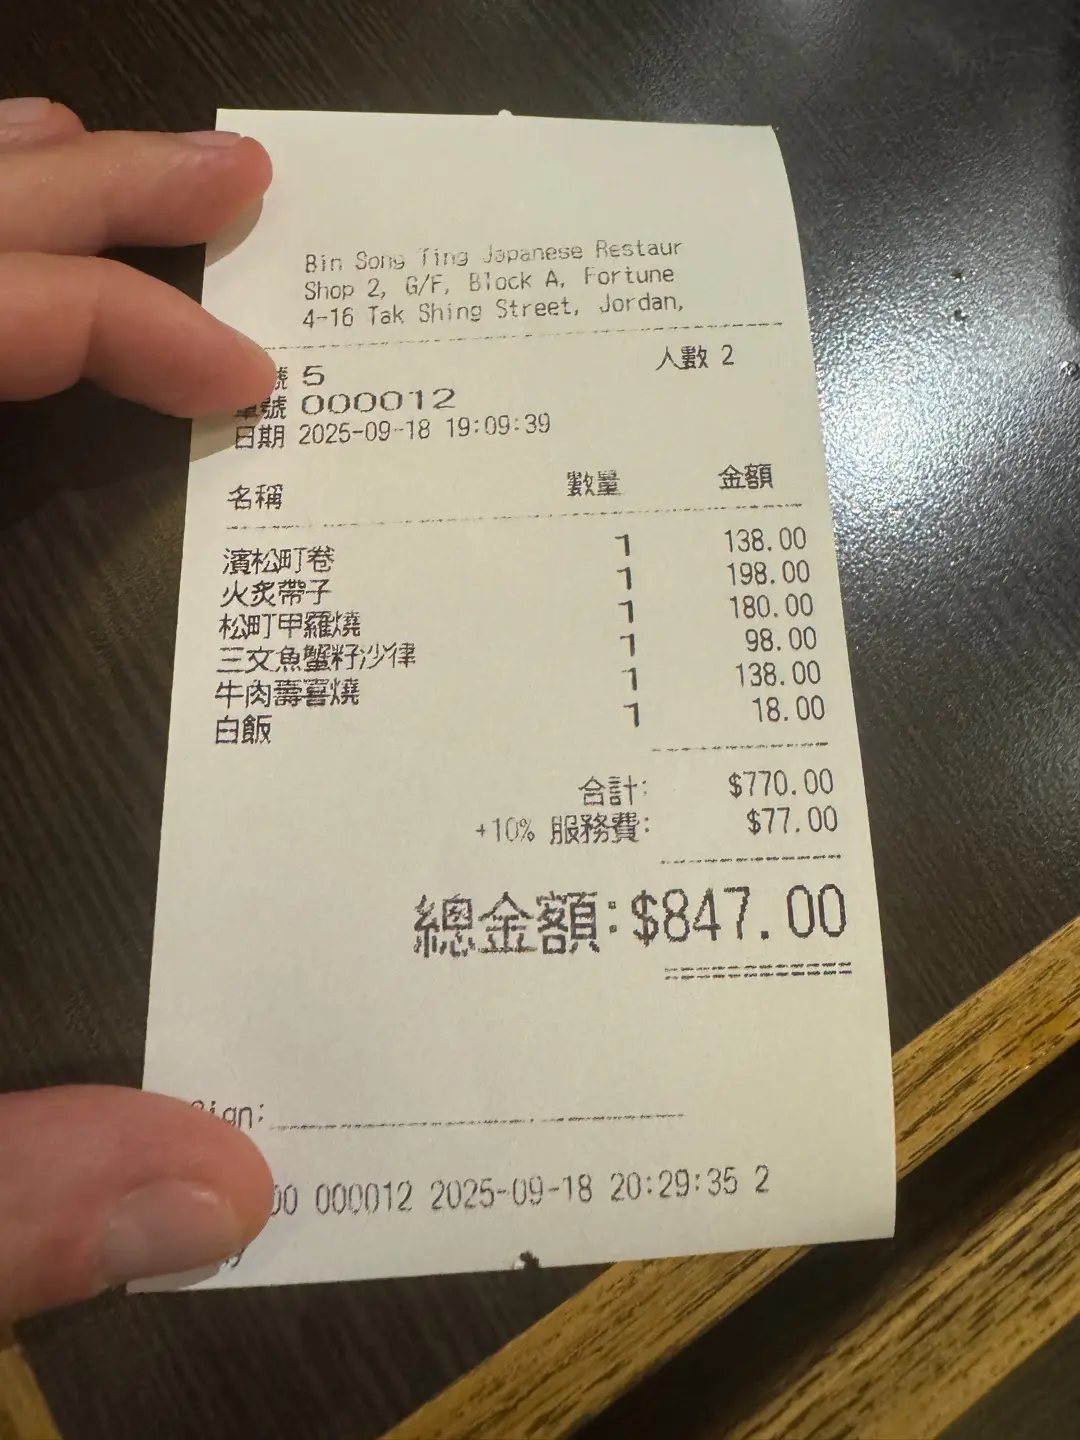 Bin Song Ting Japanese Restaur
Shop 2, G/F, Block A, Fortune
4-16 Tak Shing Street, Jordan,
號 5 人數 2
單號 000012
日期 2025-09-18 19:09:39
名稱 數量 金額
濱松町卷 1 138.00
火炙帶子 1 198.00
松町甲羅燒 1 180.00
三文魚蟹籽沙律 1 98.00
牛肉壽喜燒 1 138.00
白飯 1 18.00
合計: $770.00
+10% 服務費: $77.00
總金額: $847.00
Sign:
00 000012 2025-09-18 20:29:35 2